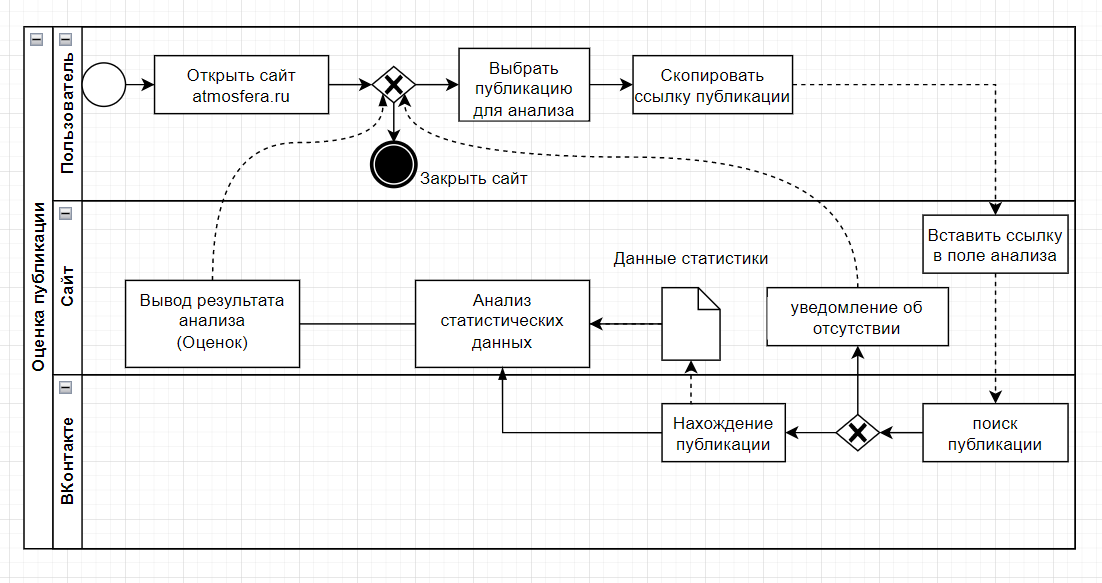 Оценка публикации
Пользователь
Открыть сайт
atmosfera.ru
Выбрать
публикацию
для анализа
Скопировать
ссылку публикации
Закрыть сайт
Сайт
Вставить ссылку
в поле анализа
Данные статистики
Вывод результата
анализа
(Оценок)
Анализ
статистических
данных
уведомление об
отсутствии
ВКонтакте
Нахождение
публикации
поиск
публикации